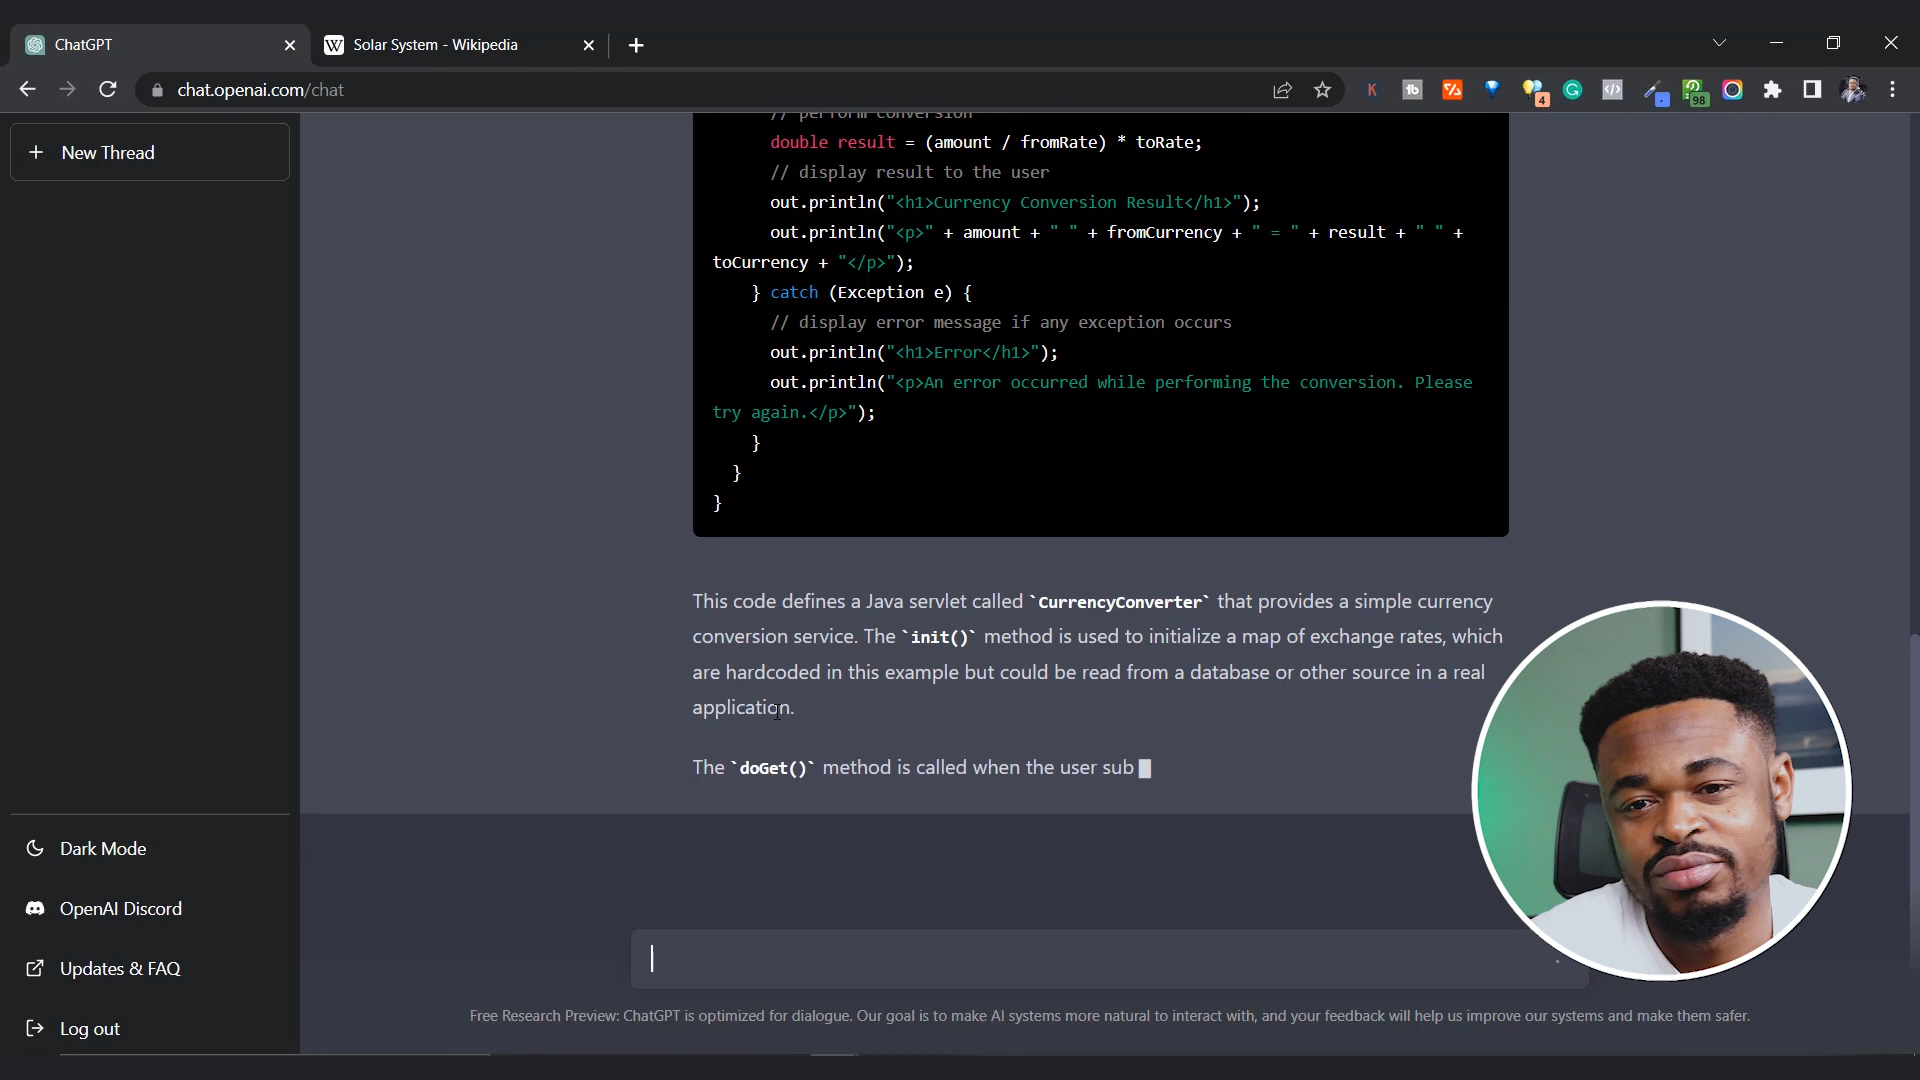 ChatGPT
Solar System - Wikipedia
chat.openai.com/chat
4
98
New Thread
// perform conversion
double result = (amount / fromRate) * toRate;
// display result to the user
out.println("<h1>Currency Conversion Result</h1>");
out.println("<p>" + amount + " " + fromCurrency + " = " + result + " " +
toCurrency + "</p>");
} catch (Exception e) {
// display error message if any exception occurs
out.println("<h1>Error</h1>");
out.println("<p>An error occurred while performing the conversion. Please
try again.</p>");
}
}
}
This code defines a Java servlet called `CurrencyConverter` that provides a simple currency
conversion service. The `init()` method is used to initialize a map of exchange rates, which
are hardcoded in this example but could be read from a database or other source in a real
application.
The `doGet()` method is called when the user sub
Dark Mode
OpenAI Discord
Updates & FAQ
Log out
Free Research Preview: ChatGPT is optimized for dialogue. Our goal is to make AI systems more natural to interact with, and your feedback will help us improve our systems and make them safer.